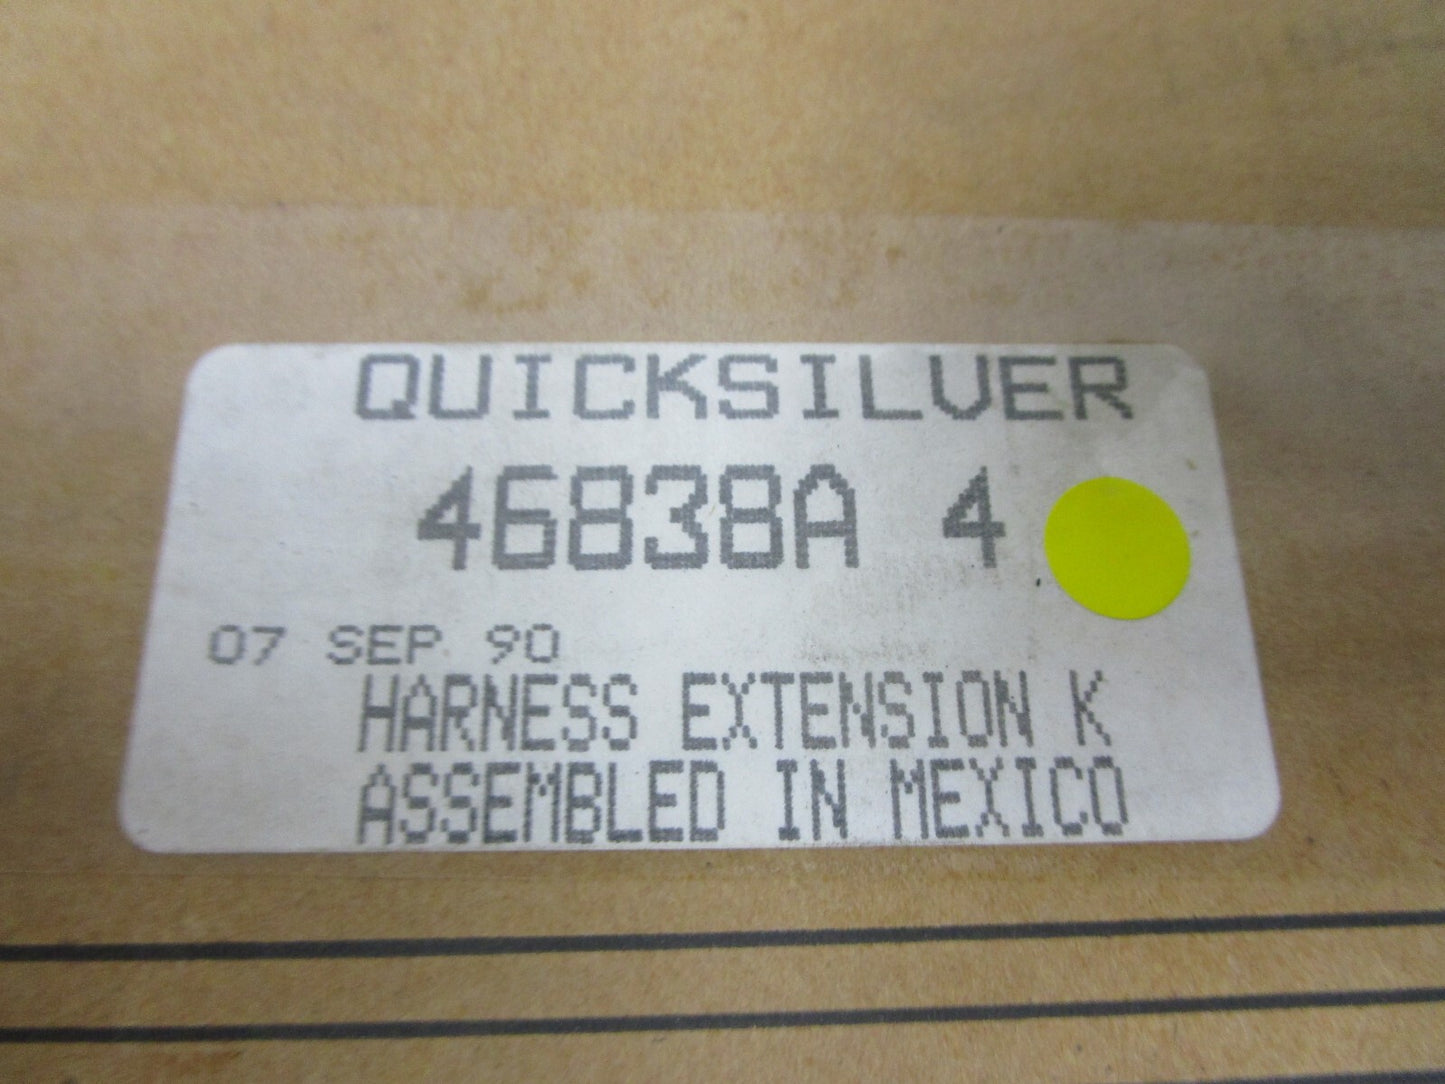 QUICKSILVER
46838A 4
07 SEP 90
HARNESS EXTENSION K
ASSEMBLED IN MEXICO